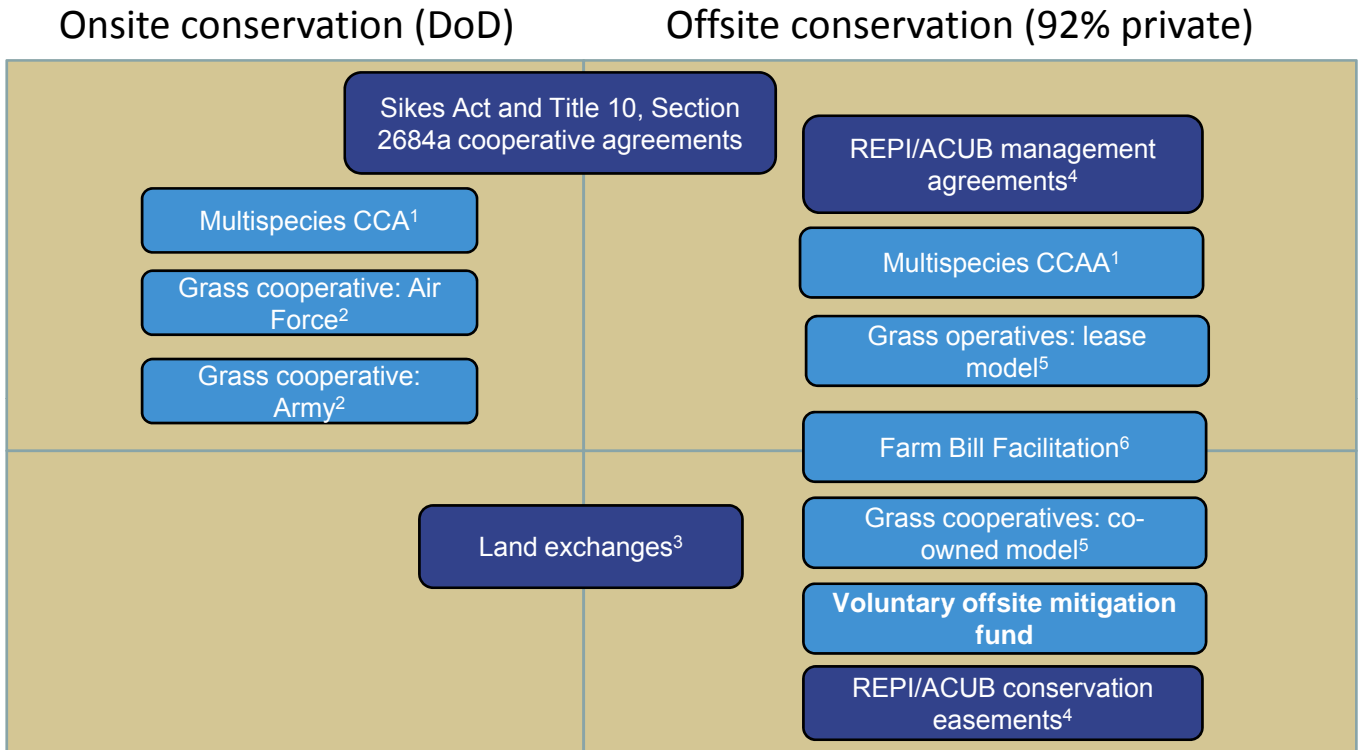 Onsite conservation (DoD)
Offsite conservation (92% private)
Sikes Act and Title 10, Section
2684a cooperative agreements
REPI/ACUB management
agreements4
Multispecies CCA1
Multispecies CCAA1
Grass cooperative: Air
Force2
Grass operatives: lease
model5
Grass cooperative:
Army2
Farm Bill Facilitation6
Land exchanges3
Grass cooperatives: co-
owned model5
Voluntary offsite mitigation
fund
REPI/ACUB conservation
easements4